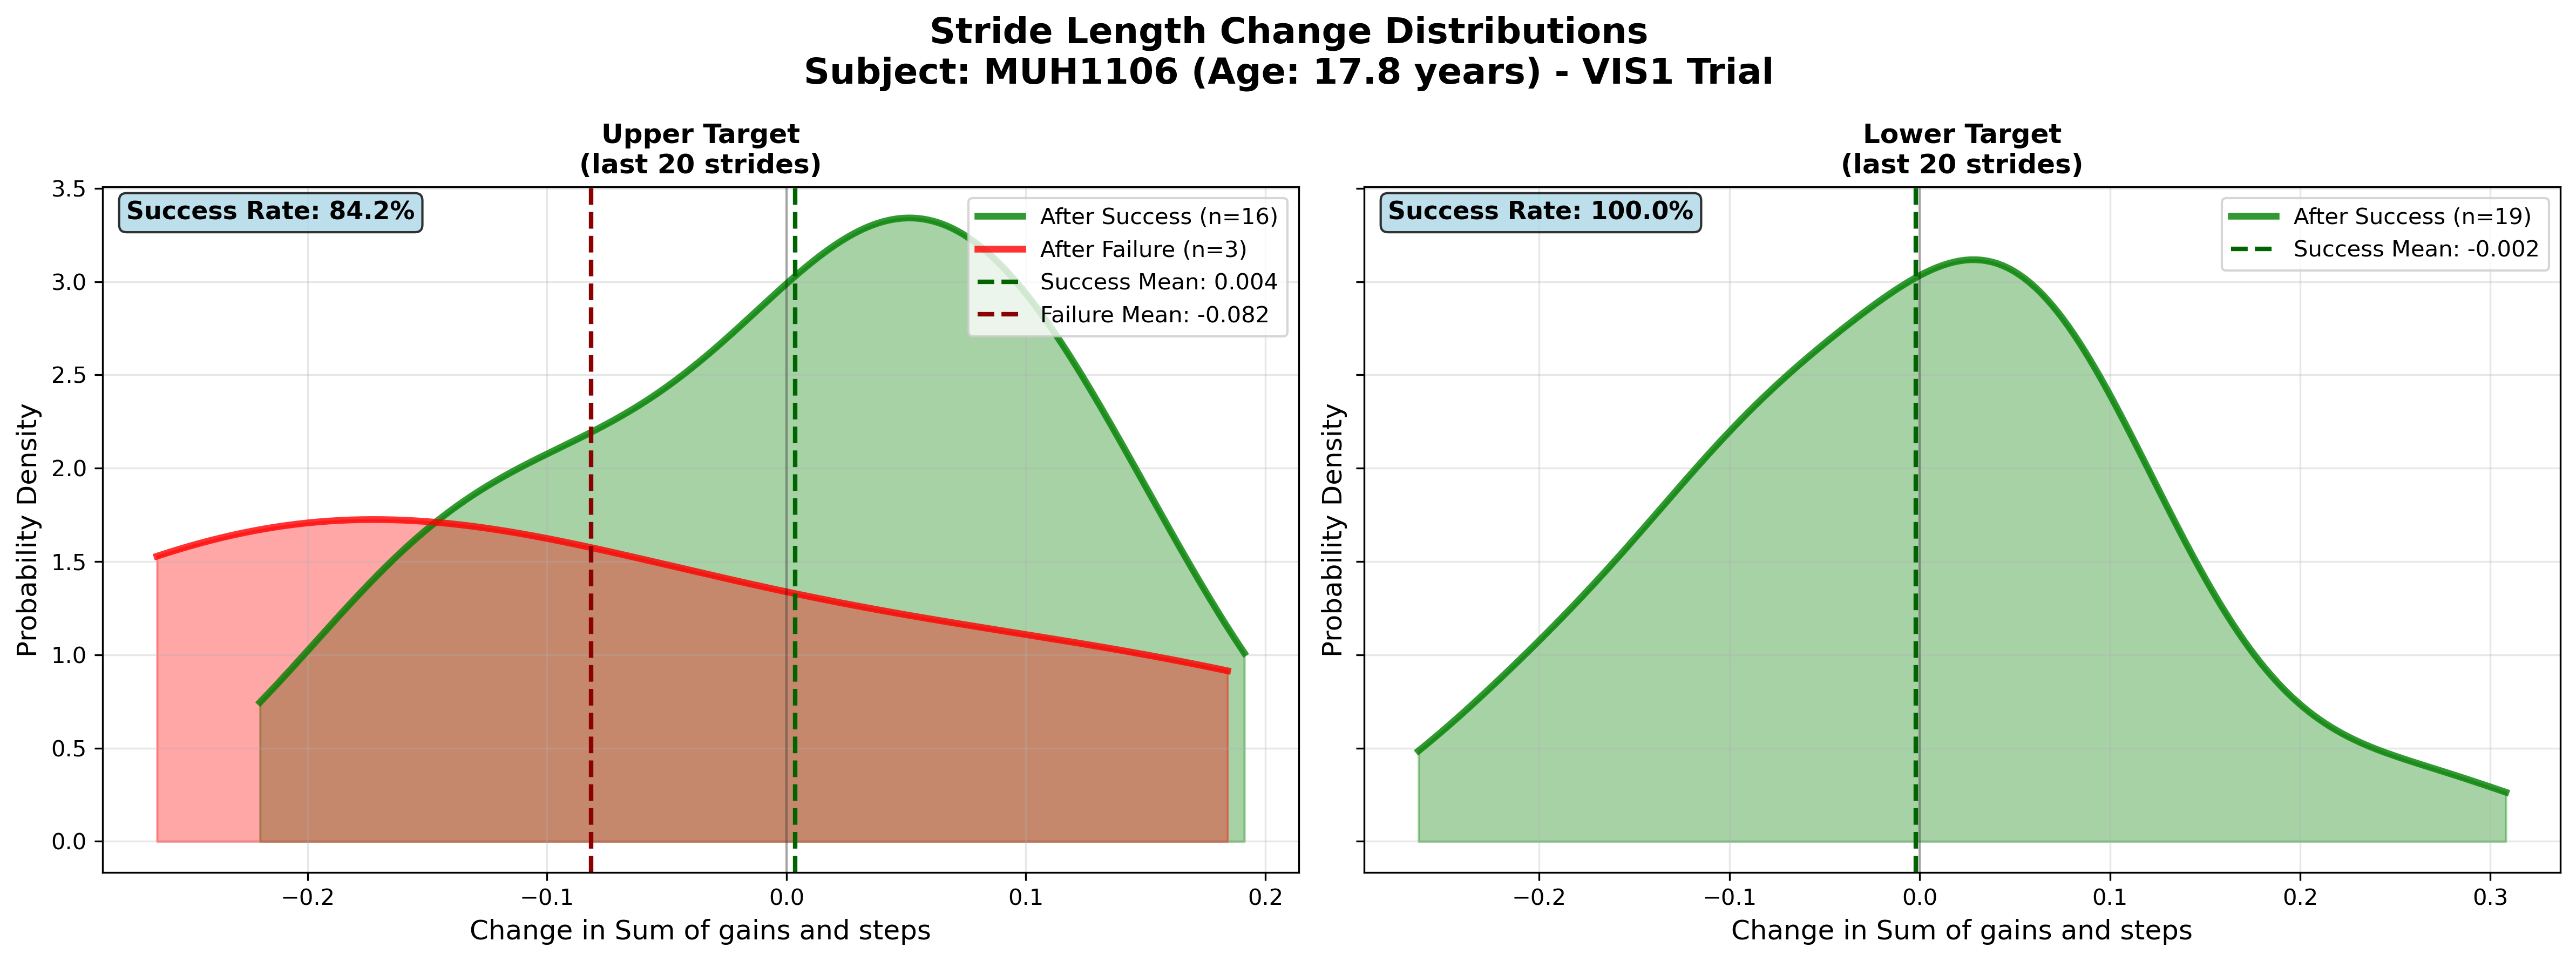 Stride Length Change Distributions
Subject: MUH1106 (Age: 17.8 years) - VIS1 Trial
Upper Target
(last 20 strides)
Success Rate: 84.2%
After Success (n=16)
After Failure (n=3)
Success Mean: 0.004
Failure Mean: -0.082
Probability Density
3.5
3.0
2.5
2.0
1.5
1.0
0.5
0.0
−0.2
−0.1
0.0
0.1
0.2
Change in Sum of gains and steps
Lower Target
(last 20 strides)
Success Rate: 100.0%
After Success (n=19)
Success Mean: -0.002
Probability Density
−0.2
−0.1
0.0
0.1
0.2
0.3
Change in Sum of gains and steps